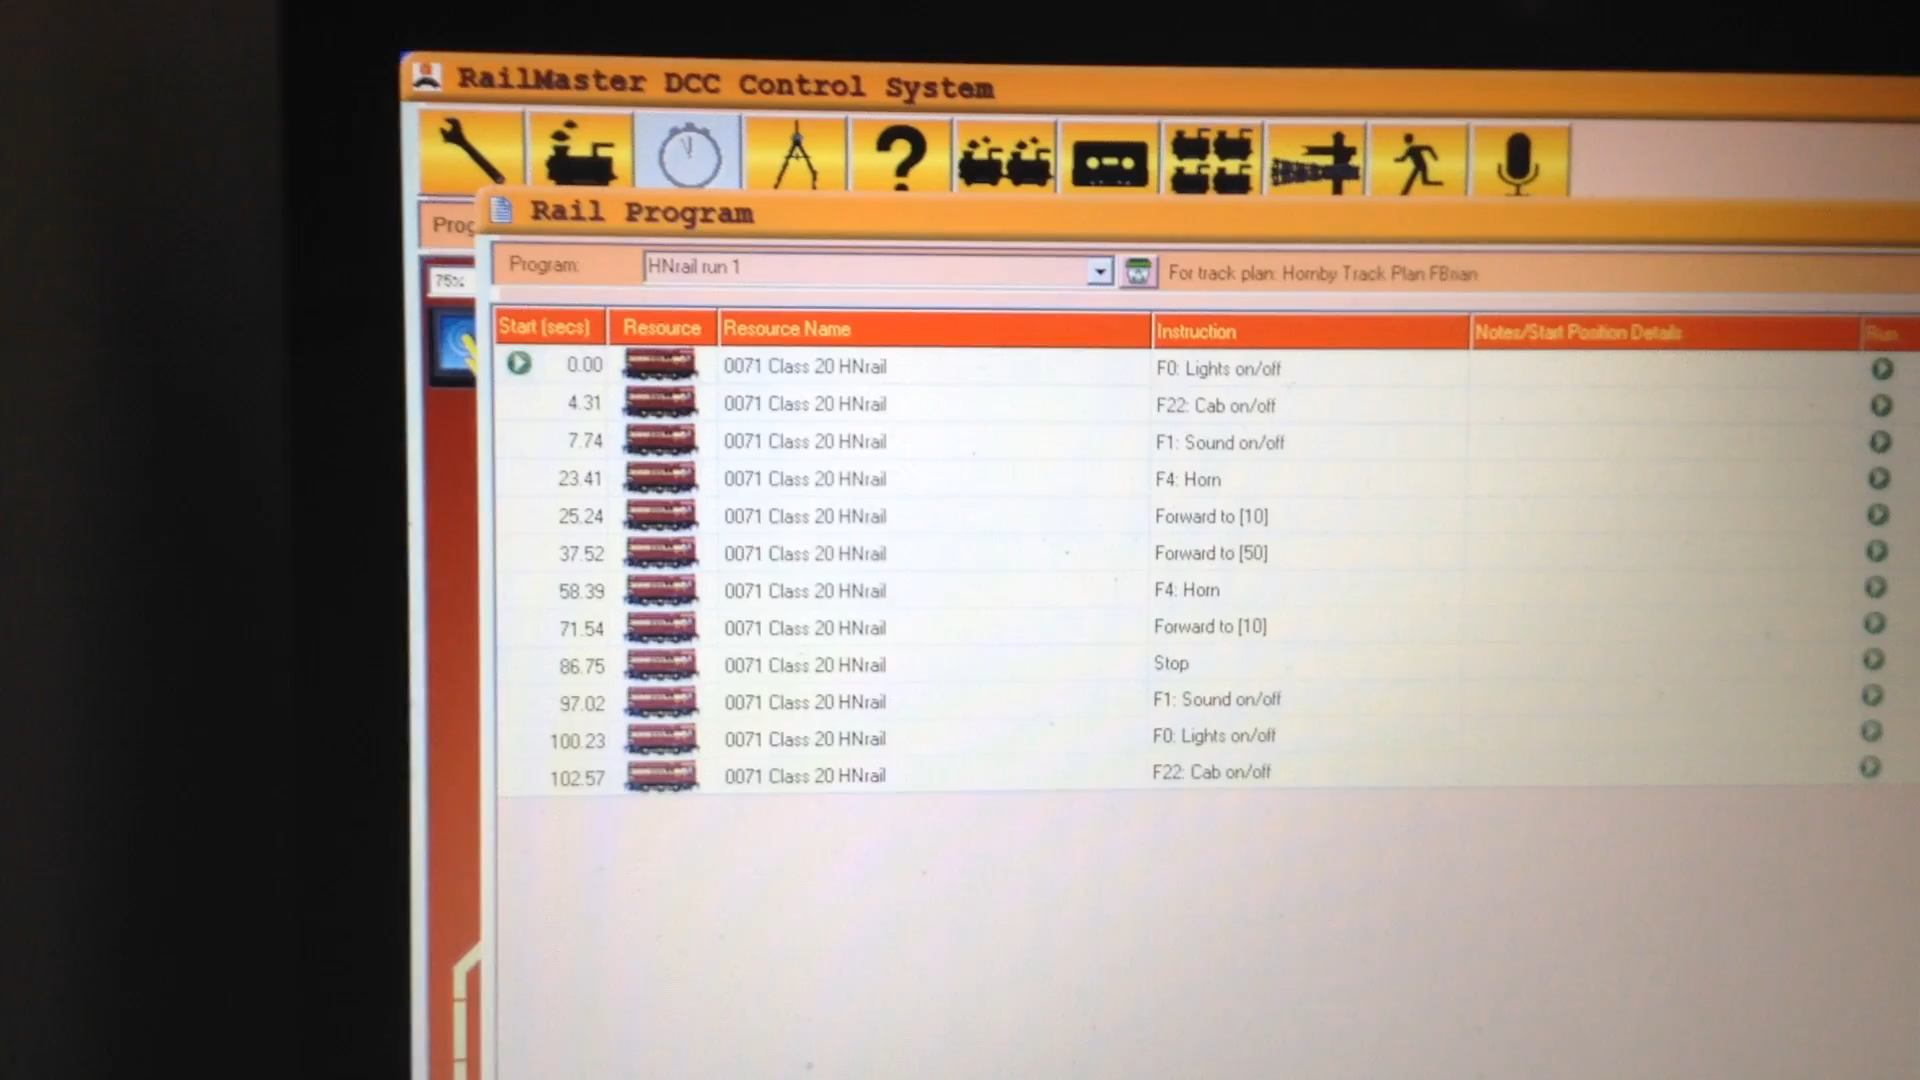 RailMaster DCC Control System
Prog
Rail Program
75%
Program: HNrail run 1 For track plan: Hornby Track Plan FBrian
Start (secs) Resource Resource Name Instruction Notes/Start Position Details Run
0.00 0071 Class 20 HNrail F0: Lights on/off
4.31 0071 Class 20 HNrail F22: Cab on/off
7.74 0071 Class 20 HNrail F1: Sound on/off
23.41 0071 Class 20 HNrail F4: Horn
25.24 0071 Class 20 HNrail Forward to [10]
37.52 0071 Class 20 HNrail Forward to [50]
58.39 0071 Class 20 HNrail F4: Horn
71.54 0071 Class 20 HNrail Forward to [10]
86.75 0071 Class 20 HNrail Stop
97.02 0071 Class 20 HNrail F1: Sound on/off
100.23 0071 Class 20 HNrail F0: Lights on/off
102.57 0071 Class 20 HNrail F22: Cab on/off